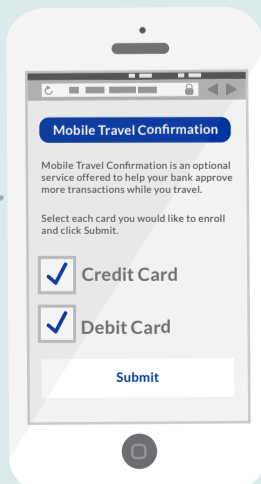 Mobile Travel Confirmation
Mobile Travel Confirmation is an optional
service offered to help your bank approve
more transactions while you travel.
Select each card you would like to enroll
and click Submit.
Credit Card
Debit Card
Submit